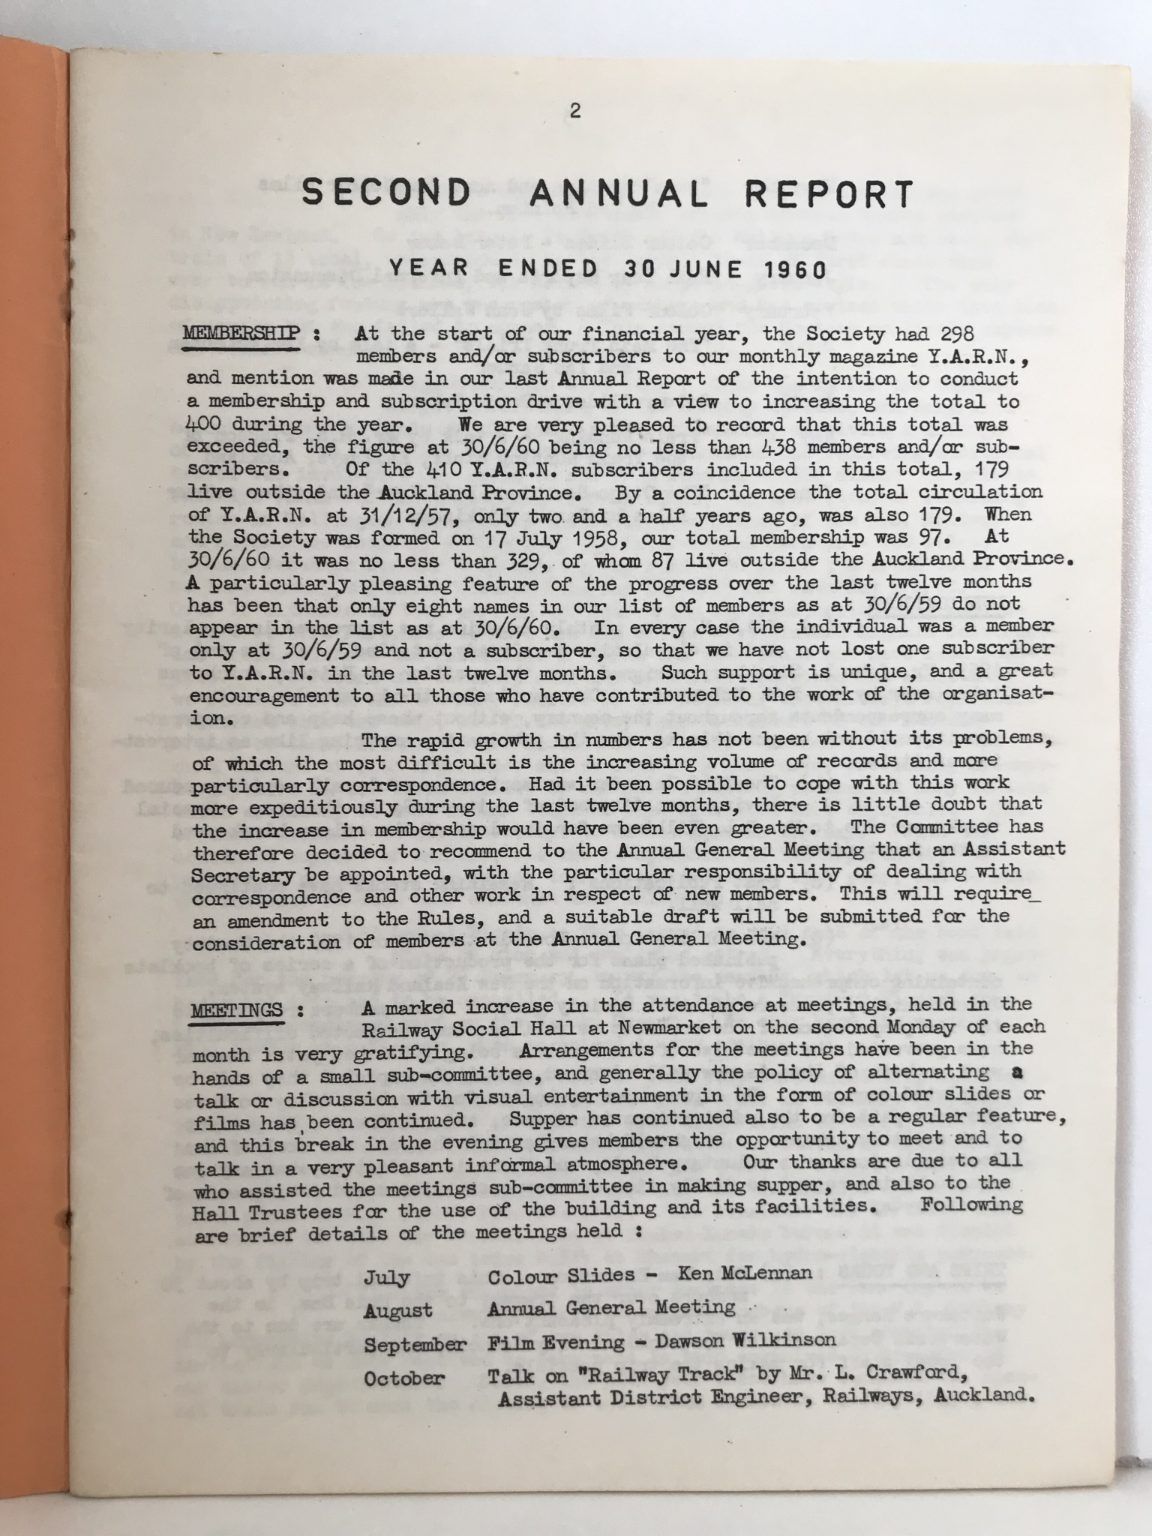 2
SECOND ANNUAL REPORT
YEAR ENDED 30 JUNE 1960
MEMBERSHIP : At the start of our financial year, the Society had 298
members and/or subscribers to our monthly magazine Y.A.R.N.,
and mention was made in our last Annual Report of the intention to conduct
a membership and subscription drive with a view to increasing the total to
400 during the year. We are very pleased to record that this total was
exceeded, the figure at 30/6/60 being no less than 438 members and/or sub-
scribers. Of the 410 Y.A.R.N. subscribers included in this total, 179
live outside the Auckland Province. By a coincidence the total circulation
of Y.A.R.N. at 31/12/57, only two and a half years ago, was also 179. When
the Society was formed on 17 July 1958, our total membership was 97. At
30/6/60 it was no less than 329, of whom 87 live outside the Auckland Province.
A particularly pleasing feature of the progress over the last twelve months
has been that only eight names in our list of members as at 30/6/59 do not
appear in the list as at 30/6/60. In every case the individual was a member
only at 30/6/59 and not a subscriber, so that we have not lost one subscriber
to Y.A.R.N. in the last twelve months. Such support is unique, and a great
encouragement to all those who have contributed to the work of the organisat-
ion.
The rapid growth in numbers has not been without its problems,
of which the most difficult is the increasing volume of records and more
particularly correspondence. Had it been possible to cope with this work
more expeditiously during the last twelve months, there is little doubt that
the increase in membership would have been even greater. The Committee has
therefore decided to recommend to the Annual General Meeting that an Assistant
Secretary be appointed, with the particular responsibility of dealing with
correspondence and other work in respect of new members. This will require_
an amendment to the Rules, and a suitable draft will be submitted for the
consideration of members at the Annual General Meeting.
MEETINGS : A marked increase in the attendance at meetings, held in the
Railway Social Hall at Newmarket on the second Monday of each
month is very gratifying. Arrangements for the meetings have been in the
hands of a small sub-committee, and generally the policy of alternating a
talk or discussion with visual entertainment in the form of colour slides or
films has been continued. Supper has continued also to be a regular feature,
and this break in the evening gives members the opportunity to meet and to
talk in a very pleasant informal atmosphere. Our thanks are due to all
who assisted the meetings sub-committee in making supper, and also to the
Hall Trustees for the use of the building and its facilities. Following
are brief details of the meetings held :
July Colour Slides - Ken McLennan
August Annual General Meeting
September Film Evening - Dawson Wilkinson
October Talk on "Railway Track" by Mr. L. Crawford,
Assistant District Engineer, Railways, Auckland.